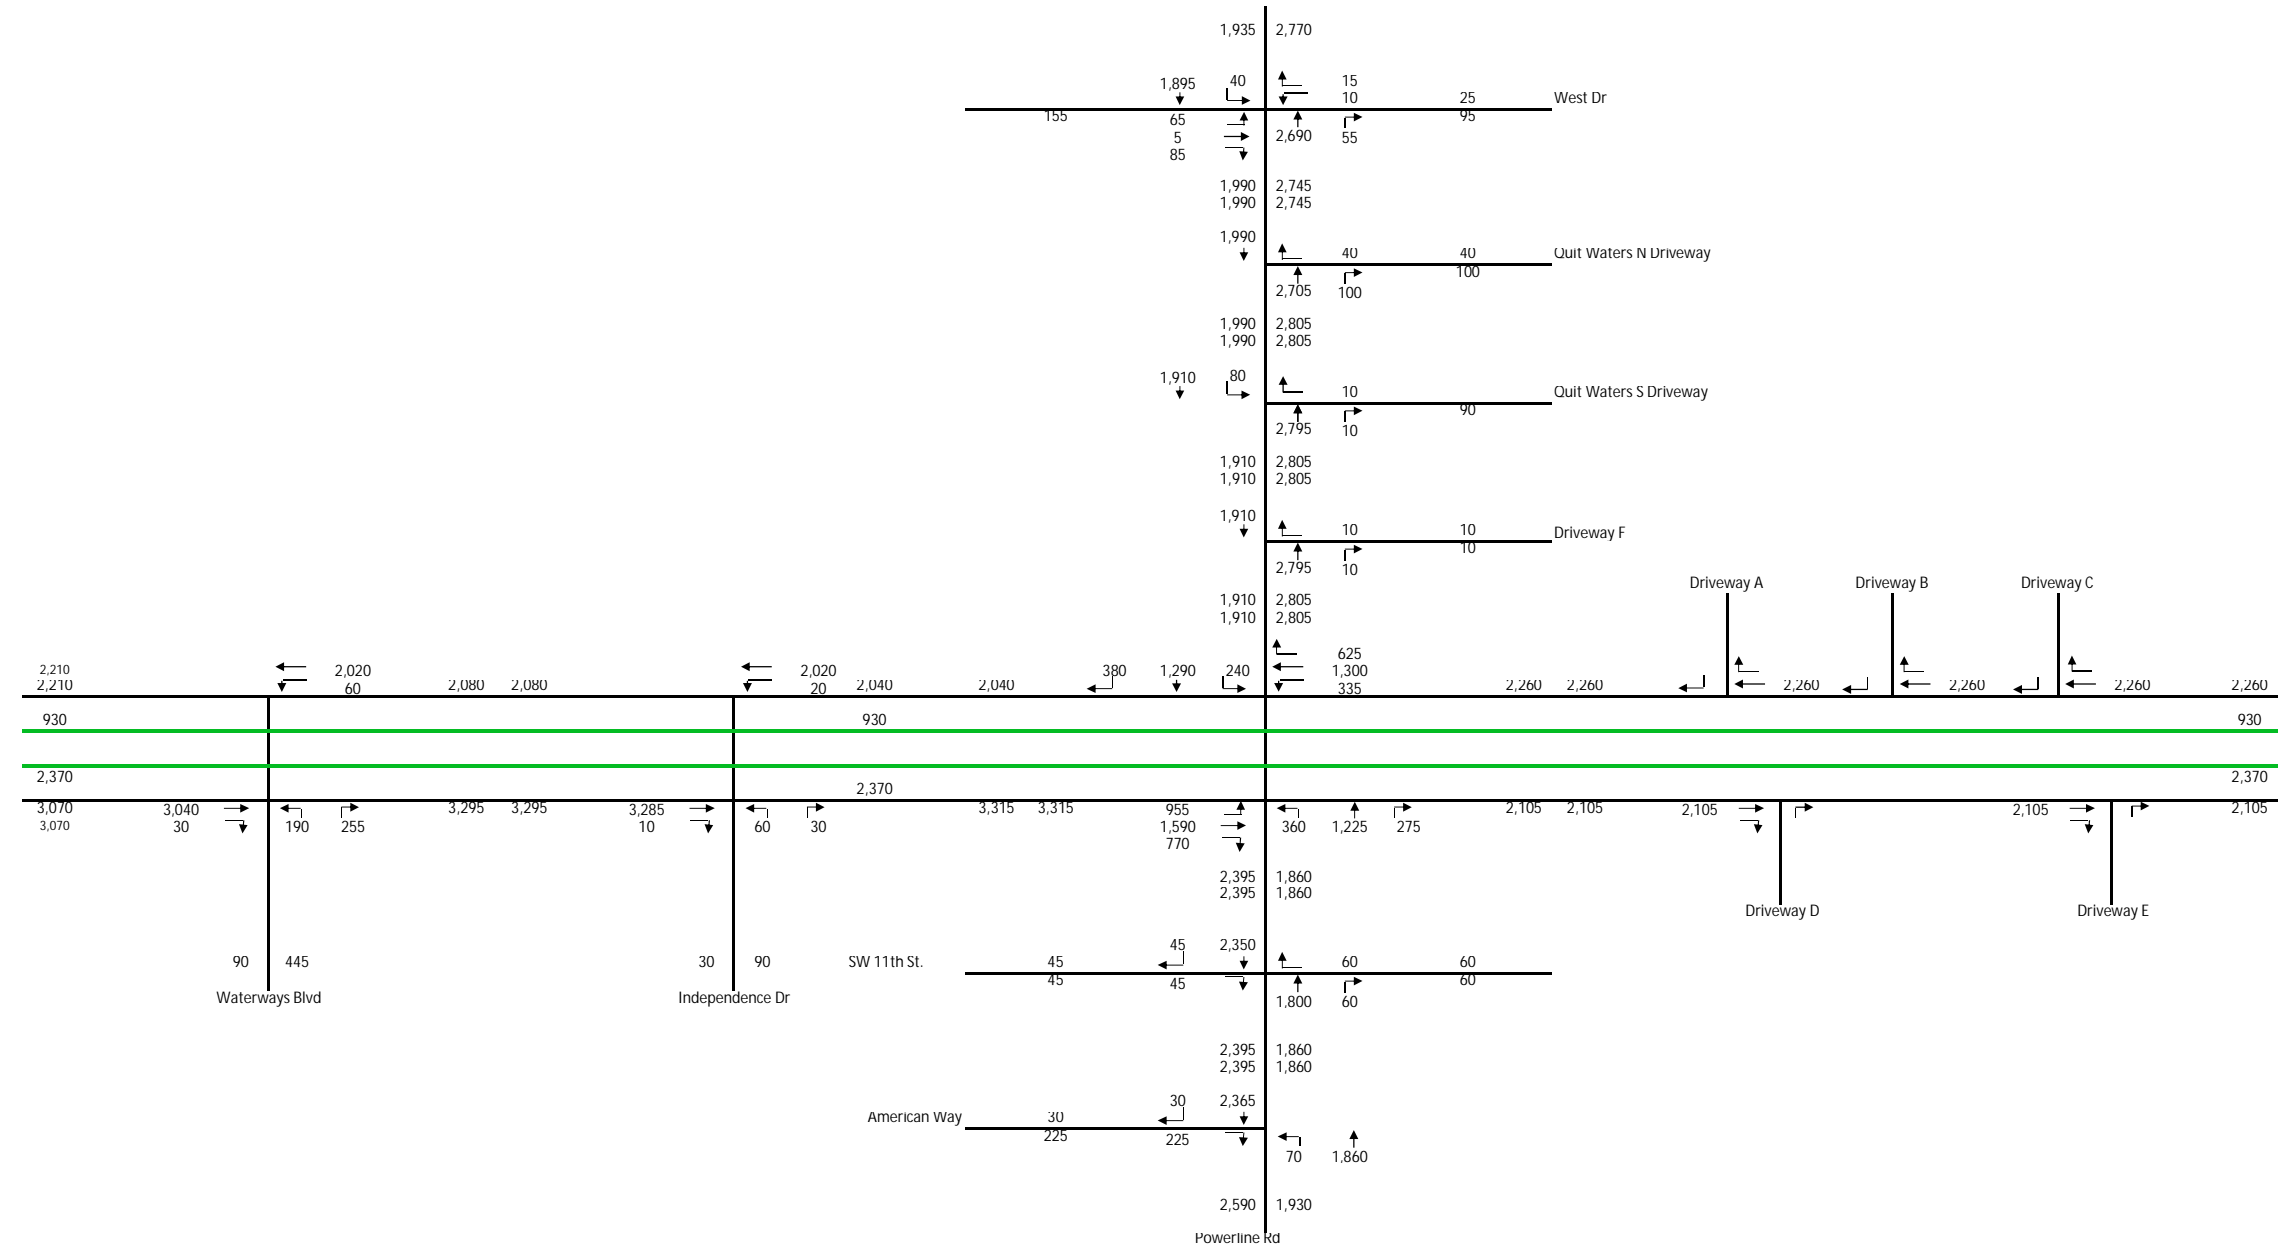 1,935 2,770
1,895 40 15
10 25 West Dr
155 65 95
5 2,690 55
85
1,990 2,745
1,990 2,745
1,990 40 40 Quit Waters N Driveway
100
2,705 100
1,990 2,805
1,990 2,805
1,910 80
10 Quit Waters S Driveway
90
2,795 10
1,910 2,805
1,910 2,805
1,910
10 10 Driveway F
10
2,795 10
Driveway A Driveway B Driveway C
1,910 2,805
1,910 2,805
625
2,210 2,020 2,020 380 1,290 240 1,300
2,210 60 2,080 2,080 20 2,040 2,040 335 2,260 2,260 2,260 2,260 2,260 2,260
930 930 930
2,370 2,370
2,370
3,070 3,040 3,295 3,295 3,285 3,315 3,315 955 2,105 2,105 2,105 2,105 2,105
3,070 30 190 255 10 60 30 1,590 360 1,225 275
770
2,395 1,860
2,395 1,860
Driveway D Driveway E
45 2,350
90 445 30 90 SW 11th St. 45 60 60
45 45 60
Waterways Blvd Independence Dr 1,800 60
2,395 1,860
2,395 1,860
30 2,365
American Way 30
225 225
70 1,860
2,590 1,930
Powerline Rd